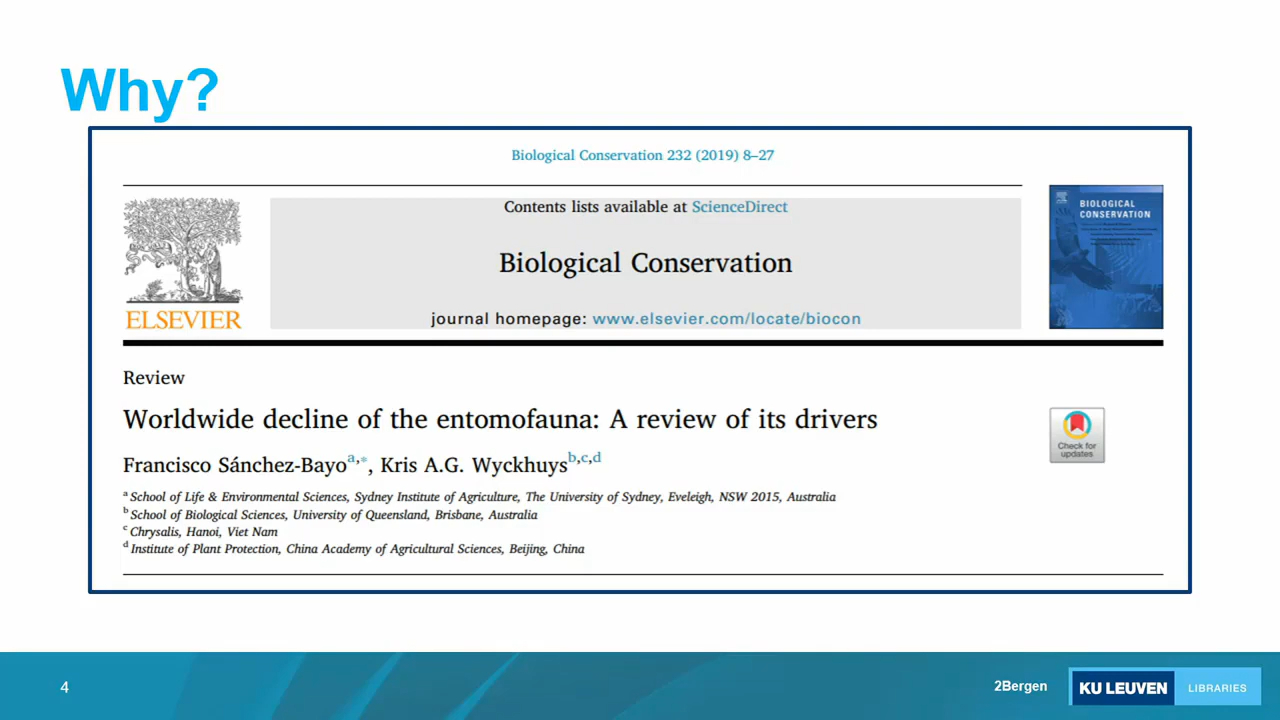 Why?
Biological Conservation 232 (2019) 8–27
Contents lists available at ScienceDirect
Biological Conservation
journal homepage: www.elsevier.com/locate/biocon
ELSEVIER
BIOLOGICAL
CONSERVATION
Review
Worldwide decline of the entomofauna: A review of its drivers
Check for
updates
Francisco Sánchez-Bayoa,*, Kris A.G. Wyckhuysb,c,d
a School of Life & Environmental Sciences, Sydney Institute of Agriculture, The University of Sydney, Eveleigh, NSW 2015, Australia
b School of Biological Sciences, University of Queensland, Brisbane, Australia
c Chrysalis, Hanoi, Viet Nam
d Institute of Plant Protection, China Academy of Agricultural Sciences, Beijing, China
4
2Bergen
KU LEUVEN LIBRARIES